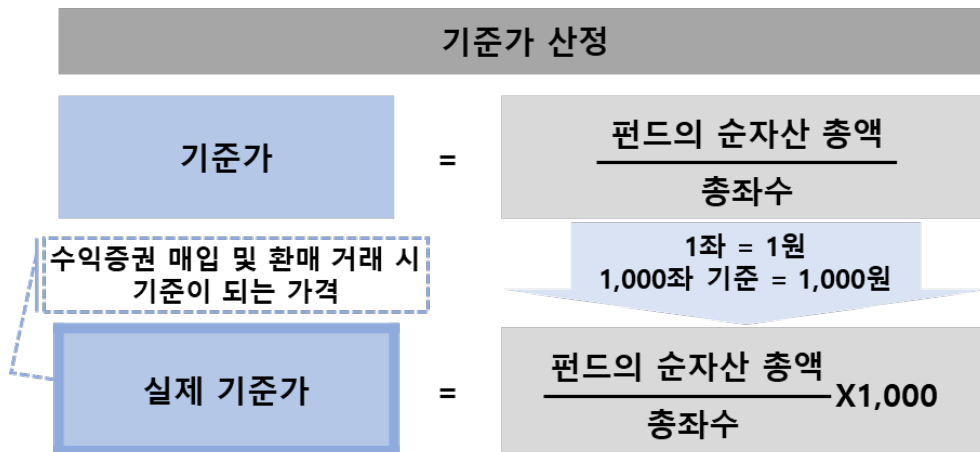 기준가 산정
기준가
=
펀드의 순자산 총액
총좌수
수익증권 매입 및 환매 거래 시
기준이 되는 가격
1좌 = 1원
1,000좌 기준 = 1,000원
실제 기준가
=
펀드의 순자산 총액
총좌수
X1,000